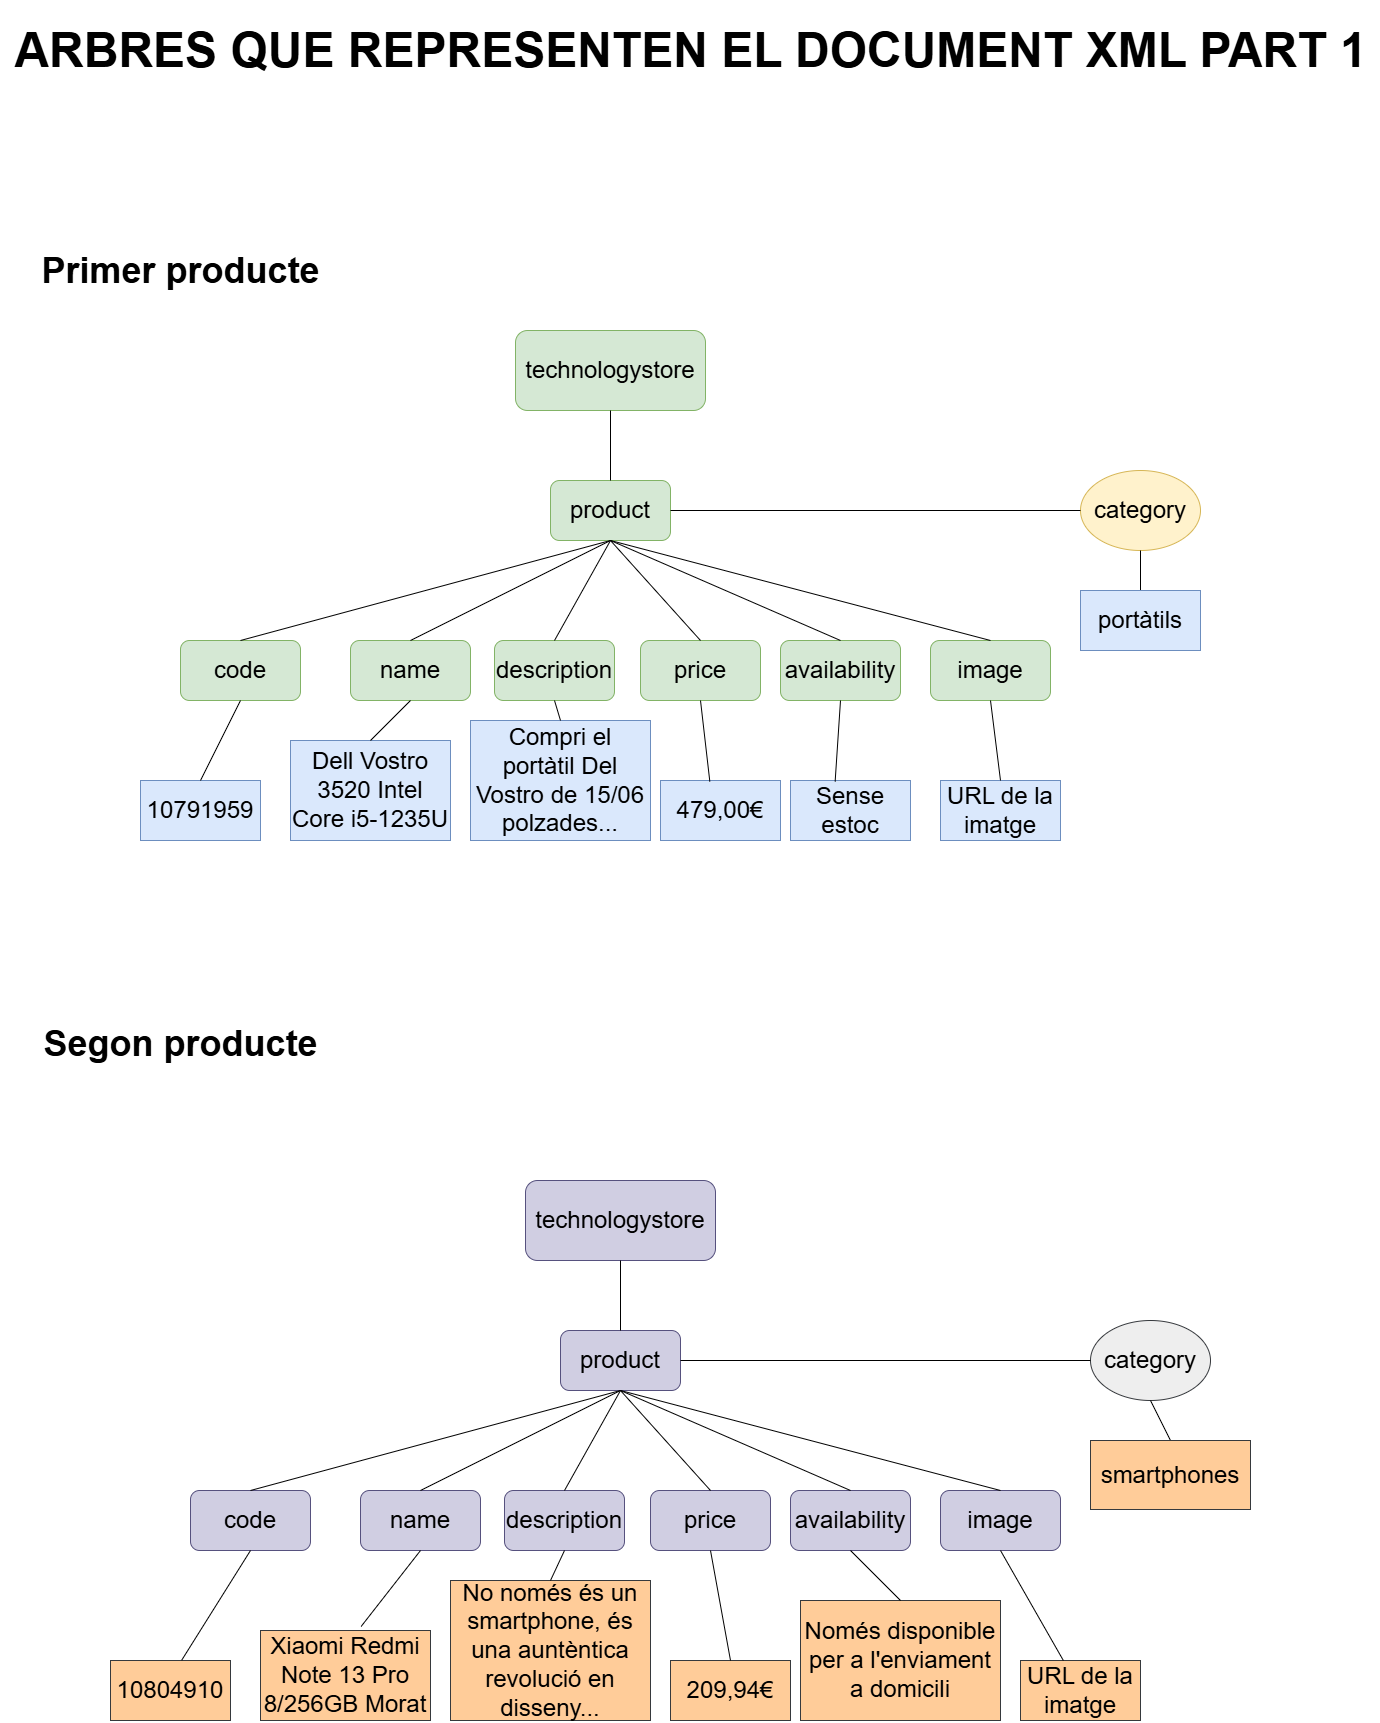 ARBRES QUE REPRESENTEN EL DOCUMENT XML PART 1
Primer producte
technologystore
product
category
portàtils
code
name
description
price
availability
image
10791959
Dell Vostro
3520 Intel
Core i5-1235U
Compri el
portàtil Del
Vostro de 15/06
polzades...
479,00€
Sense
estoc
URL de la
imatge
Segon producte
technologystore
product
category
smartphones
code
name
description
price
availability
image
10804910
Xiaomi Redmi
Note 13 Pro
8/256GB Morat
No només és un
smartphone, és
una auntèntica
revolució en
disseny...
209,94€
Només disponible
per a l'enviament
a domicili
URL de la
imatge